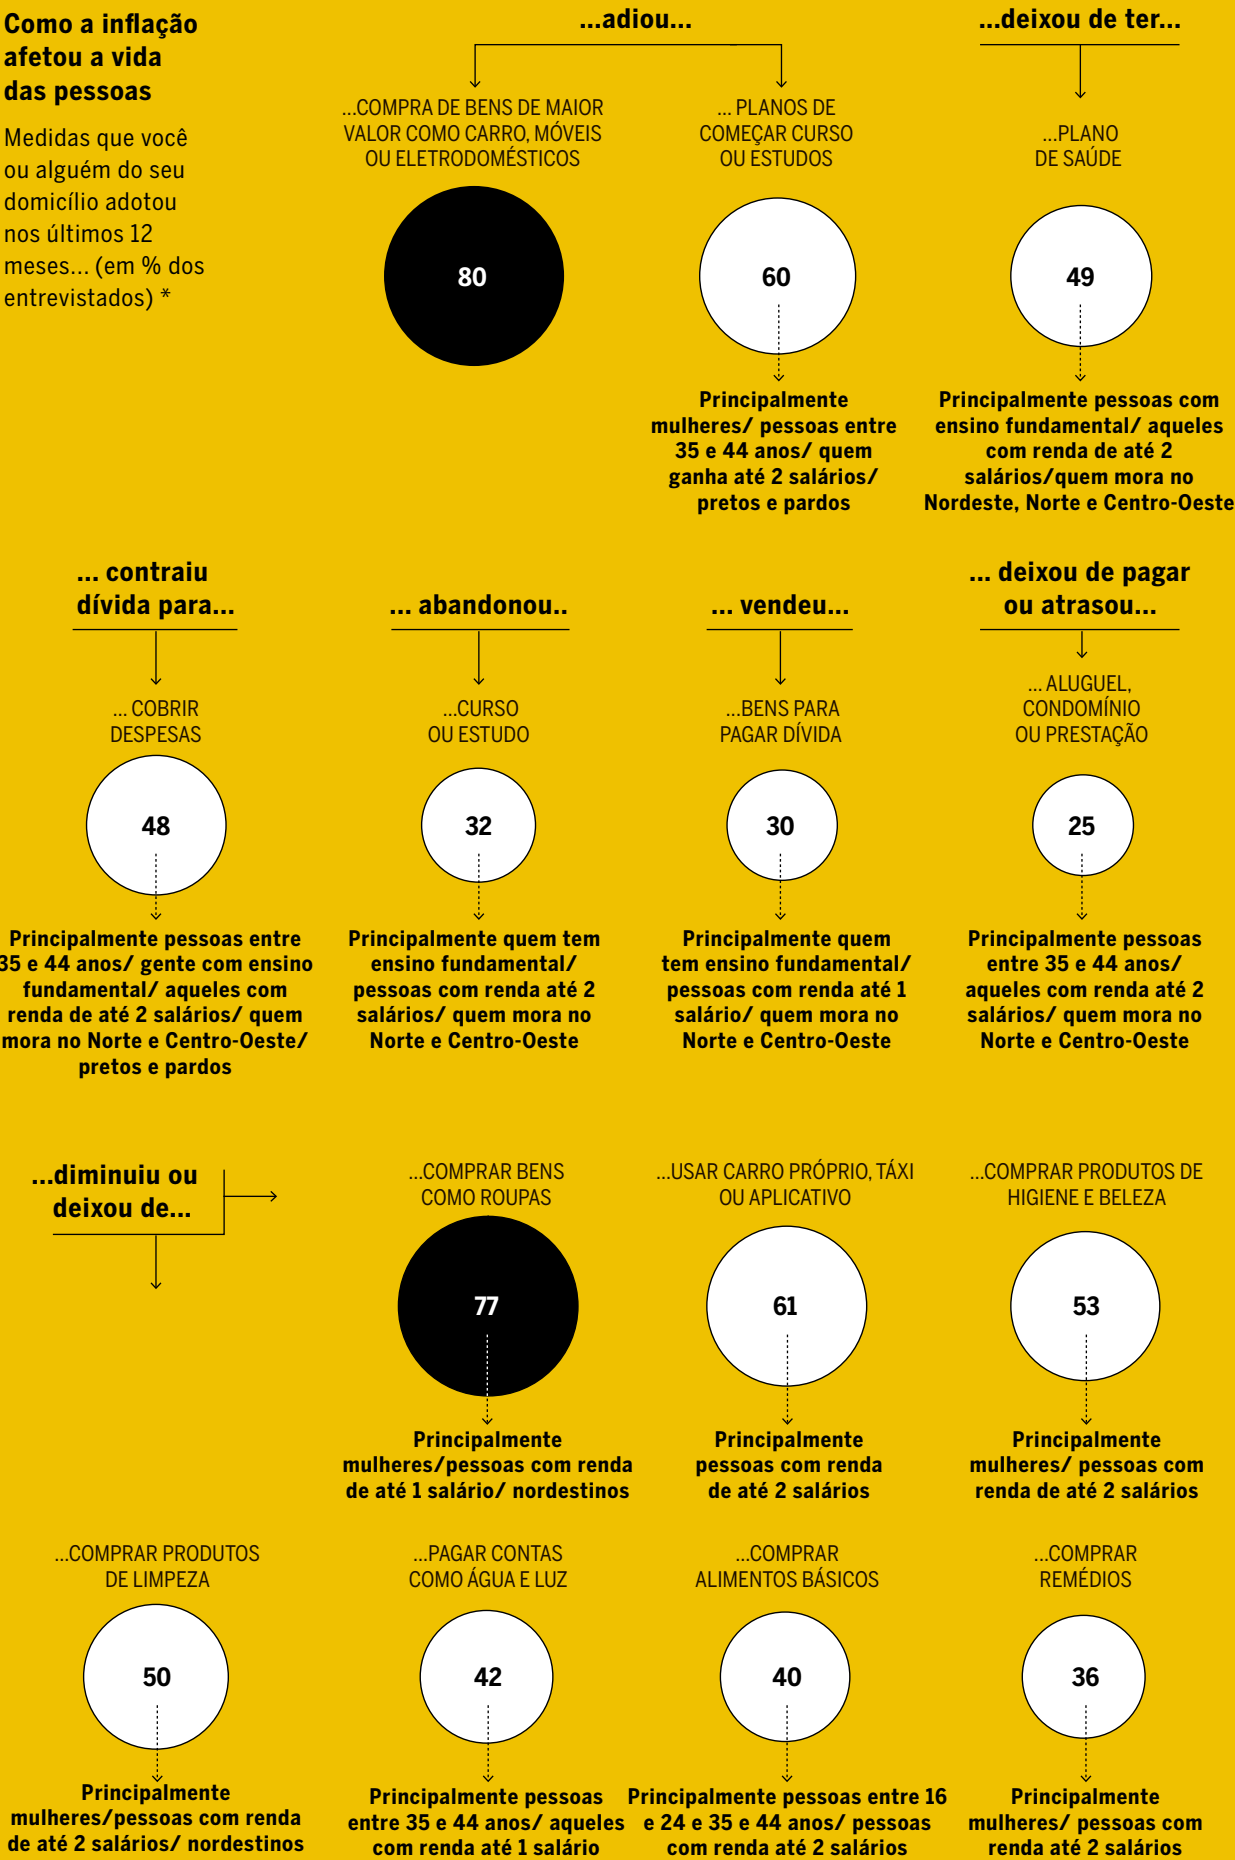 Como a inflação
afetou a vida
das pessoas
Medidas que você
ou alguém do seu
domicílio adotou
nos últimos 12
meses... (em % dos
entrevistados) *
...adiou...
...COMPRA DE BENS DE MAIOR
VALOR COMO CARRO, MÓVEIS
OU ELETRODOMÉSTICOS
80
... PLANOS DE
COMEÇAR CURSO
OU ESTUDOS
60
Principalmente
mulheres/ pessoas entre
35 e 44 anos/ quem
ganha até 2 salários/
pretos e pardos
...deixou de ter...
...PLANO
DE SAÚDE
49
Principalmente pessoas com
ensino fundamental/ aqueles
com renda de até 2
salários/quem mora no
Nordeste, Norte e Centro-Oeste
... contraiu
dívida para...
... COBRIR
DESPESAS
48
Principalmente pessoas entre
35 e 44 anos/ gente com ensino
fundamental/ aqueles com
renda de até 2 salários/ quem
mora no Norte e Centro-Oeste/
pretos e pardos
... abandonou..
...CURSO
OU ESTUDO
32
Principalmente quem tem
ensino fundamental/
pessoas com renda até 2
salários/ quem mora no
Norte e Centro-Oeste
... vendeu...
...BENS PARA
PAGAR DÍVIDA
30
Principalmente quem
tem ensino fundamental/
pessoas com renda até 1
salário/ quem mora no
Norte e Centro-Oeste
... deixou de pagar
ou atrasou...
... ALUGUEL,
CONDOMÍNIO
OU PRESTAÇÃO
25
Principalmente pessoas
entre 35 e 44 anos/
aqueles com renda até 2
salários/ quem mora no
Norte e Centro-Oeste
...diminuiu ou
deixou de...
...COMPRAR BENS
COMO ROUPAS
77
Principalmente
mulheres/pessoas com renda
de até 1 salário/ nordestinos
...USAR CARRO PRÓPRIO, TÁXI
OU APLICATIVO
61
Principalmente
pessoas com renda
de até 2 salários
...COMPRAR PRODUTOS DE
HIGIENE E BELEZA
53
Principalmente
mulheres/ pessoas com
renda de até 2 salários
...COMPRAR PRODUTOS
DE LIMPEZA
50
Principalmente
mulheres/pessoas com renda
de até 2 salários/ nordestinos
...PAGAR CONTAS
COMO ÁGUA E LUZ
42
Principalmente pessoas
entre 35 e 44 anos/ aqueles
com renda até 1 salário
...COMPRAR
ALIMENTOS BÁSICOS
40
Principalmente pessoas entre 16
e 24 e 35 e 44 anos/ pessoas
com renda até 2 salários
...COMPRAR
REMÉDIOS
36
Principalmente
mulheres/ pessoas com
renda até 2 salários